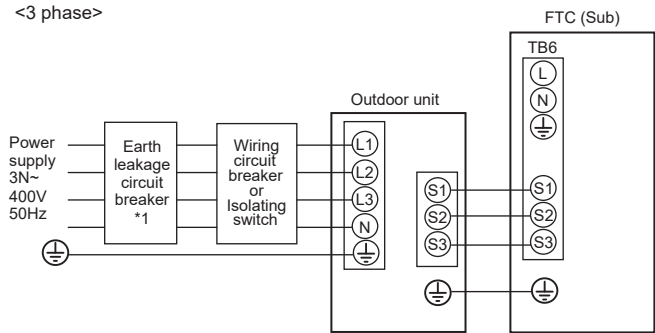 <3 phase>
FTC (Sub)
TB6
L
N
Outdoor unit
Power
supply
3N~
400V
50Hz
Earth
leakage
circuit
breaker
*1
Wiring
circuit
breaker
or
Isolating
switch
L1
L2
L3
N
S1
S2
S3
S1
S2
S3